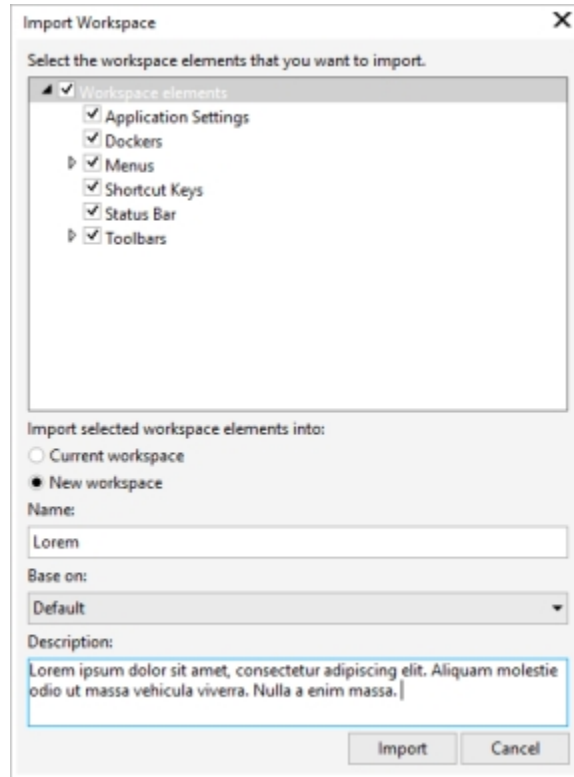 Import Workspace
Select the workspace elements that you want to import.
Workspace elements
Application Settings
Dockers
Menus
Shortcut Keys
Status Bar
Toolbars
Import selected workspace elements into:
Current workspace
New workspace
Name:
Lorem
Base on:
Default
Description:
Lorem ipsum dolor sit amet, consectetur adipiscing elit. Aliquam molestie
odio ut massa vehicula viverra. Nulla a enim massa.
Import
Cancel